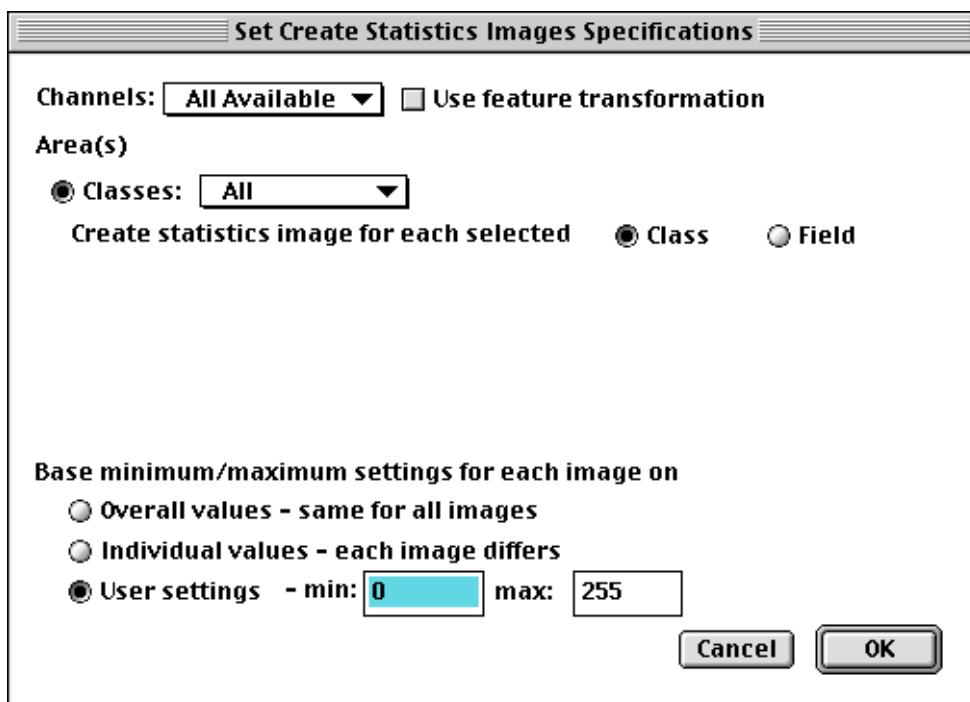 Set Create Statistics Images Specifications
Channels: All Available Use feature transformation
Area(s)
Classes: All
Create statistics image for each selected Class Field
Base minimum/maximum settings for each image on
Overall values - same for all images
Individual values - each image differs
User settings - min: 0 max: 255
Cancel OK